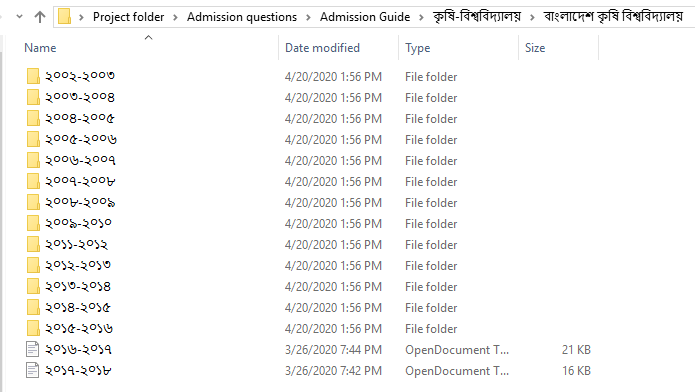 Project folder > Admission questions > Admission Guide > কৃষি-বিশ্ববিদ্যালয় > বাংলাদেশ কৃষি বিশ্ববিদ্যালয়
Name Date modified Type Size
২০০২-২০০৩ 4/20/2020 1:56 PM File folder
২০০৩-২০০৪ 4/20/2020 1:56 PM File folder
২০০৪-২০০৫ 4/20/2020 1:56 PM File folder
২০০৫-২০০৬ 4/20/2020 1:56 PM File folder
২০০৬-২০০৭ 4/20/2020 1:56 PM File folder
২০০৭-২০০৮ 4/20/2020 1:56 PM File folder
২০০৮-২০০৯ 4/20/2020 1:56 PM File folder
২০০৯-২০১০ 4/20/2020 1:56 PM File folder
২০১১-২০১২ 4/20/2020 1:56 PM File folder
২০১২-২০১৩ 4/20/2020 1:56 PM File folder
২০১৩-২০১৪ 4/20/2020 1:56 PM File folder
২০১৪-২০১৫ 4/20/2020 1:56 PM File folder
২০১৫-২০১৬ 4/20/2020 1:56 PM File folder
২০১৬-২০১৭ 3/26/2020 7:44 PM OpenDocument T... 21 KB
২০১৭-২০১৮ 3/26/2020 7:42 PM OpenDocument T... 16 KB